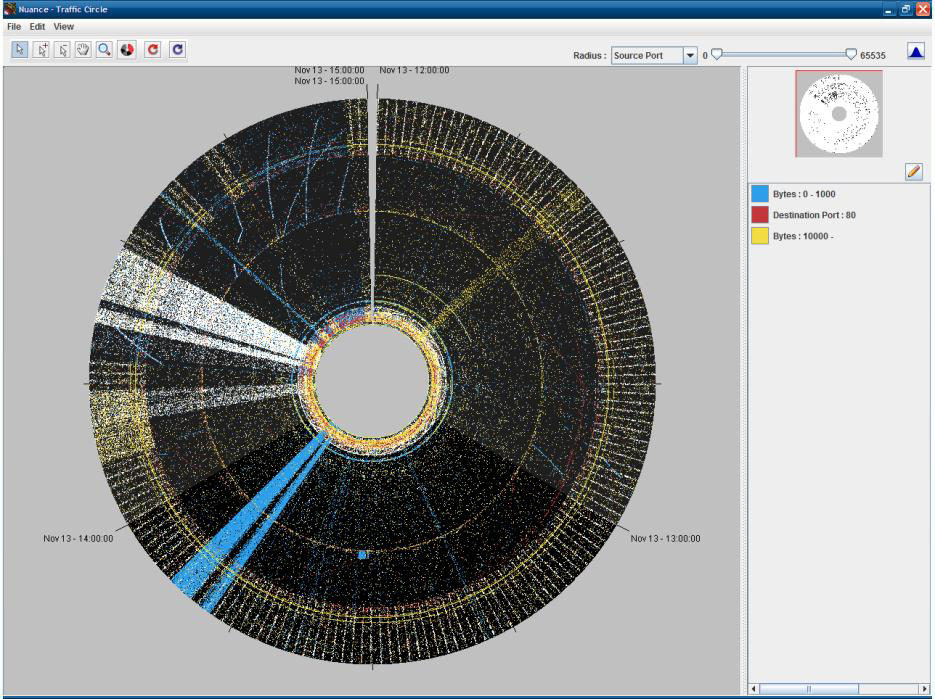 Nuance - Traffic Circle
File Edit View
Radius : Source Port 0 65535
Nov 13 - 15:00:00 Nov 13 - 12:00:00
Nov 13 - 15:00:00
Bytes : 0 - 1000
Destination Port : 80
Bytes : 10000 -
Nov 13 - 14:00:00 Nov 13 - 13:00:00